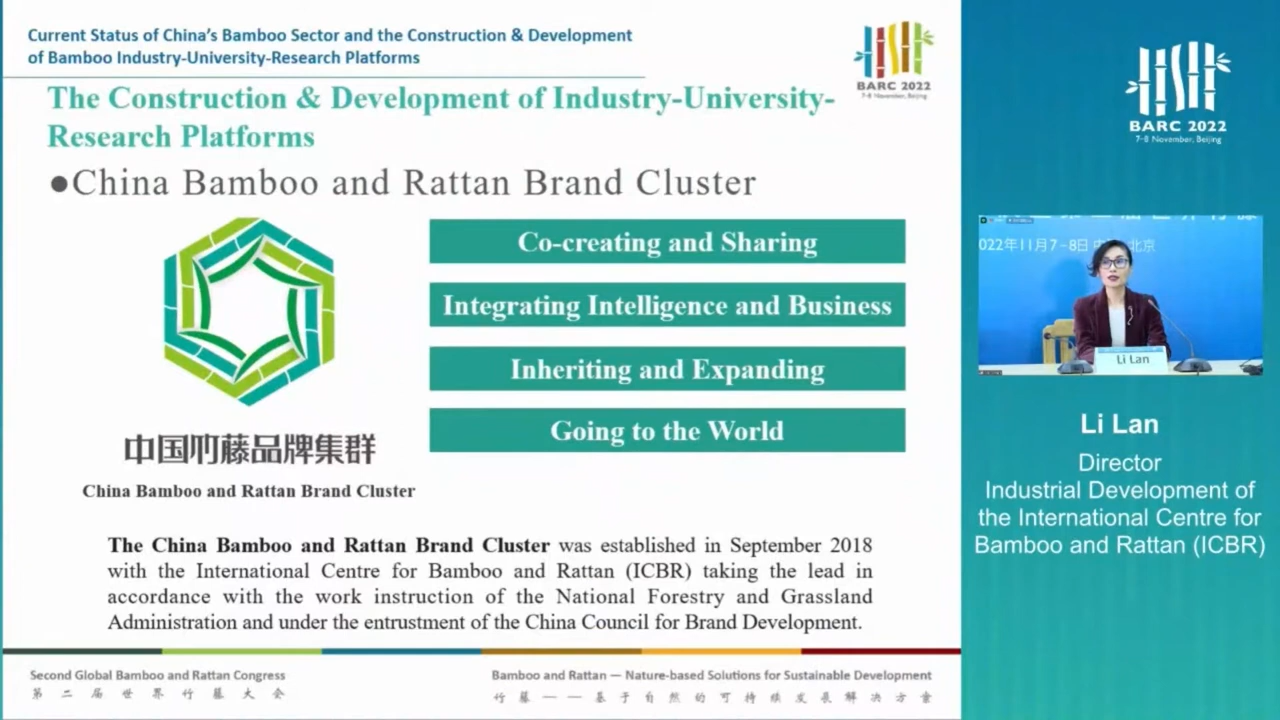 Current Status of China's Bamboo Sector and the Construction & Development
of Bamboo Industry-University-Research Platforms
BARC 2022
7-8 November, Beijing
The Construction & Development of Industry-University-
Research Platforms
●China Bamboo and Rattan Brand Cluster
Co-creating and Sharing
Integrating Intelligence and Business
Inheriting and Expanding
Going to the World
中国竹藤品牌集群
China Bamboo and Rattan Brand Cluster
The China Bamboo and Rattan Brand Cluster was established in September 2018
with the International Centre for Bamboo and Rattan (ICBR) taking the lead in
accordance with the work instruction of the National Forestry and Grassland
Administration and under the entrustment of the China Council for Brand Development.
Second Global Bamboo and Rattan Congress
第二届世界竹藤大会
Bamboo and Rattan — Nature-based Solutions for Sustainable Development
竹藤——基于自然的可持续发展解决方案
BARC 2022
7-8 November, Beijing
022年11月7-8日 中 北京
Li Lan
Li Lan
Director
Industrial Development of
the International Centre for
Bamboo and Rattan (ICBR)